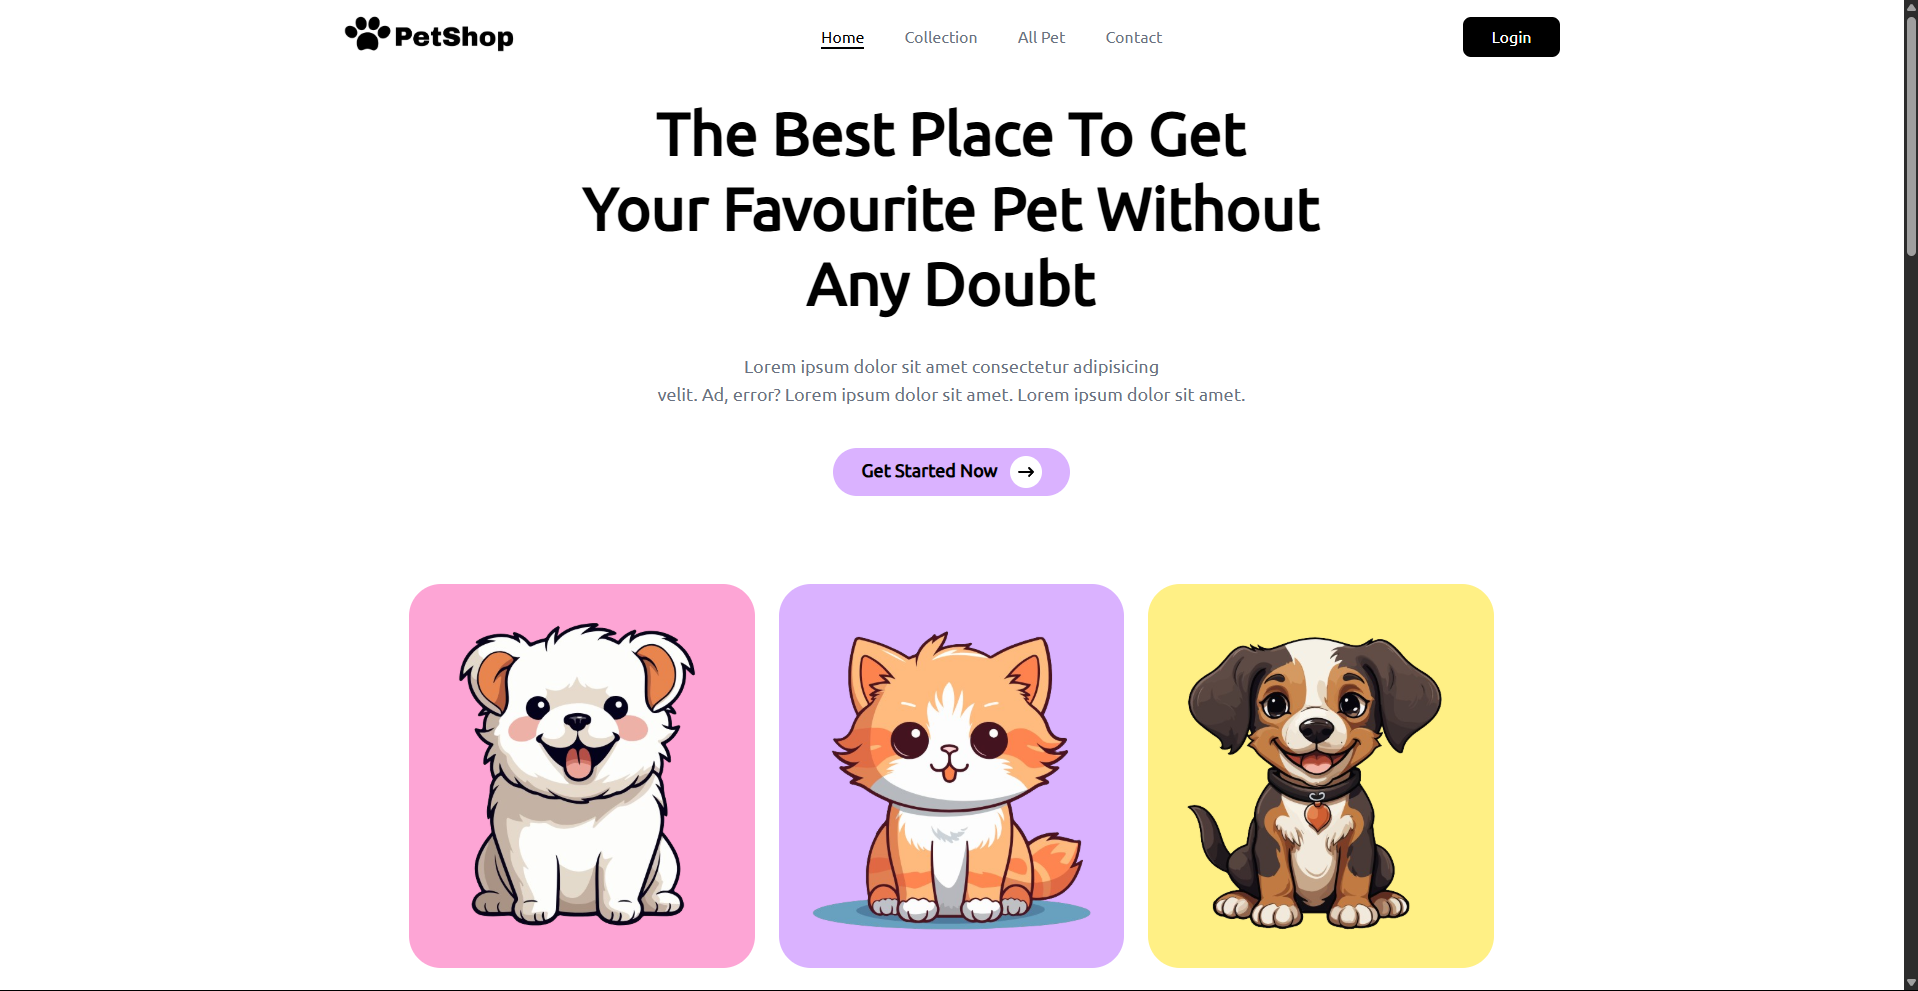 PetShop
Home
Collection
All Pet
Contact
Login
The Best Place To Get
Your Favourite Pet Without
Any Doubt
Lorem ipsum dolor sit amet consectetur adipisicing
velit. Ad, error? Lorem ipsum dolor sit amet. Lorem ipsum dolor sit amet.
Get Started Now